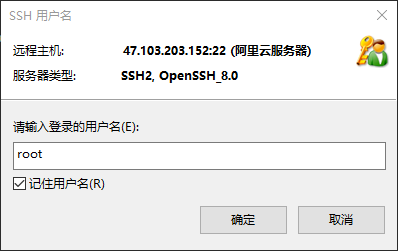 SSH 用户名
远程主机: 47.103.203.152:22 (阿里云服务器)
服务器类型: SSH2, OpenSSH_8.0
请输入登录的用户名(E):
root
记住用户名(R)
确定 取消